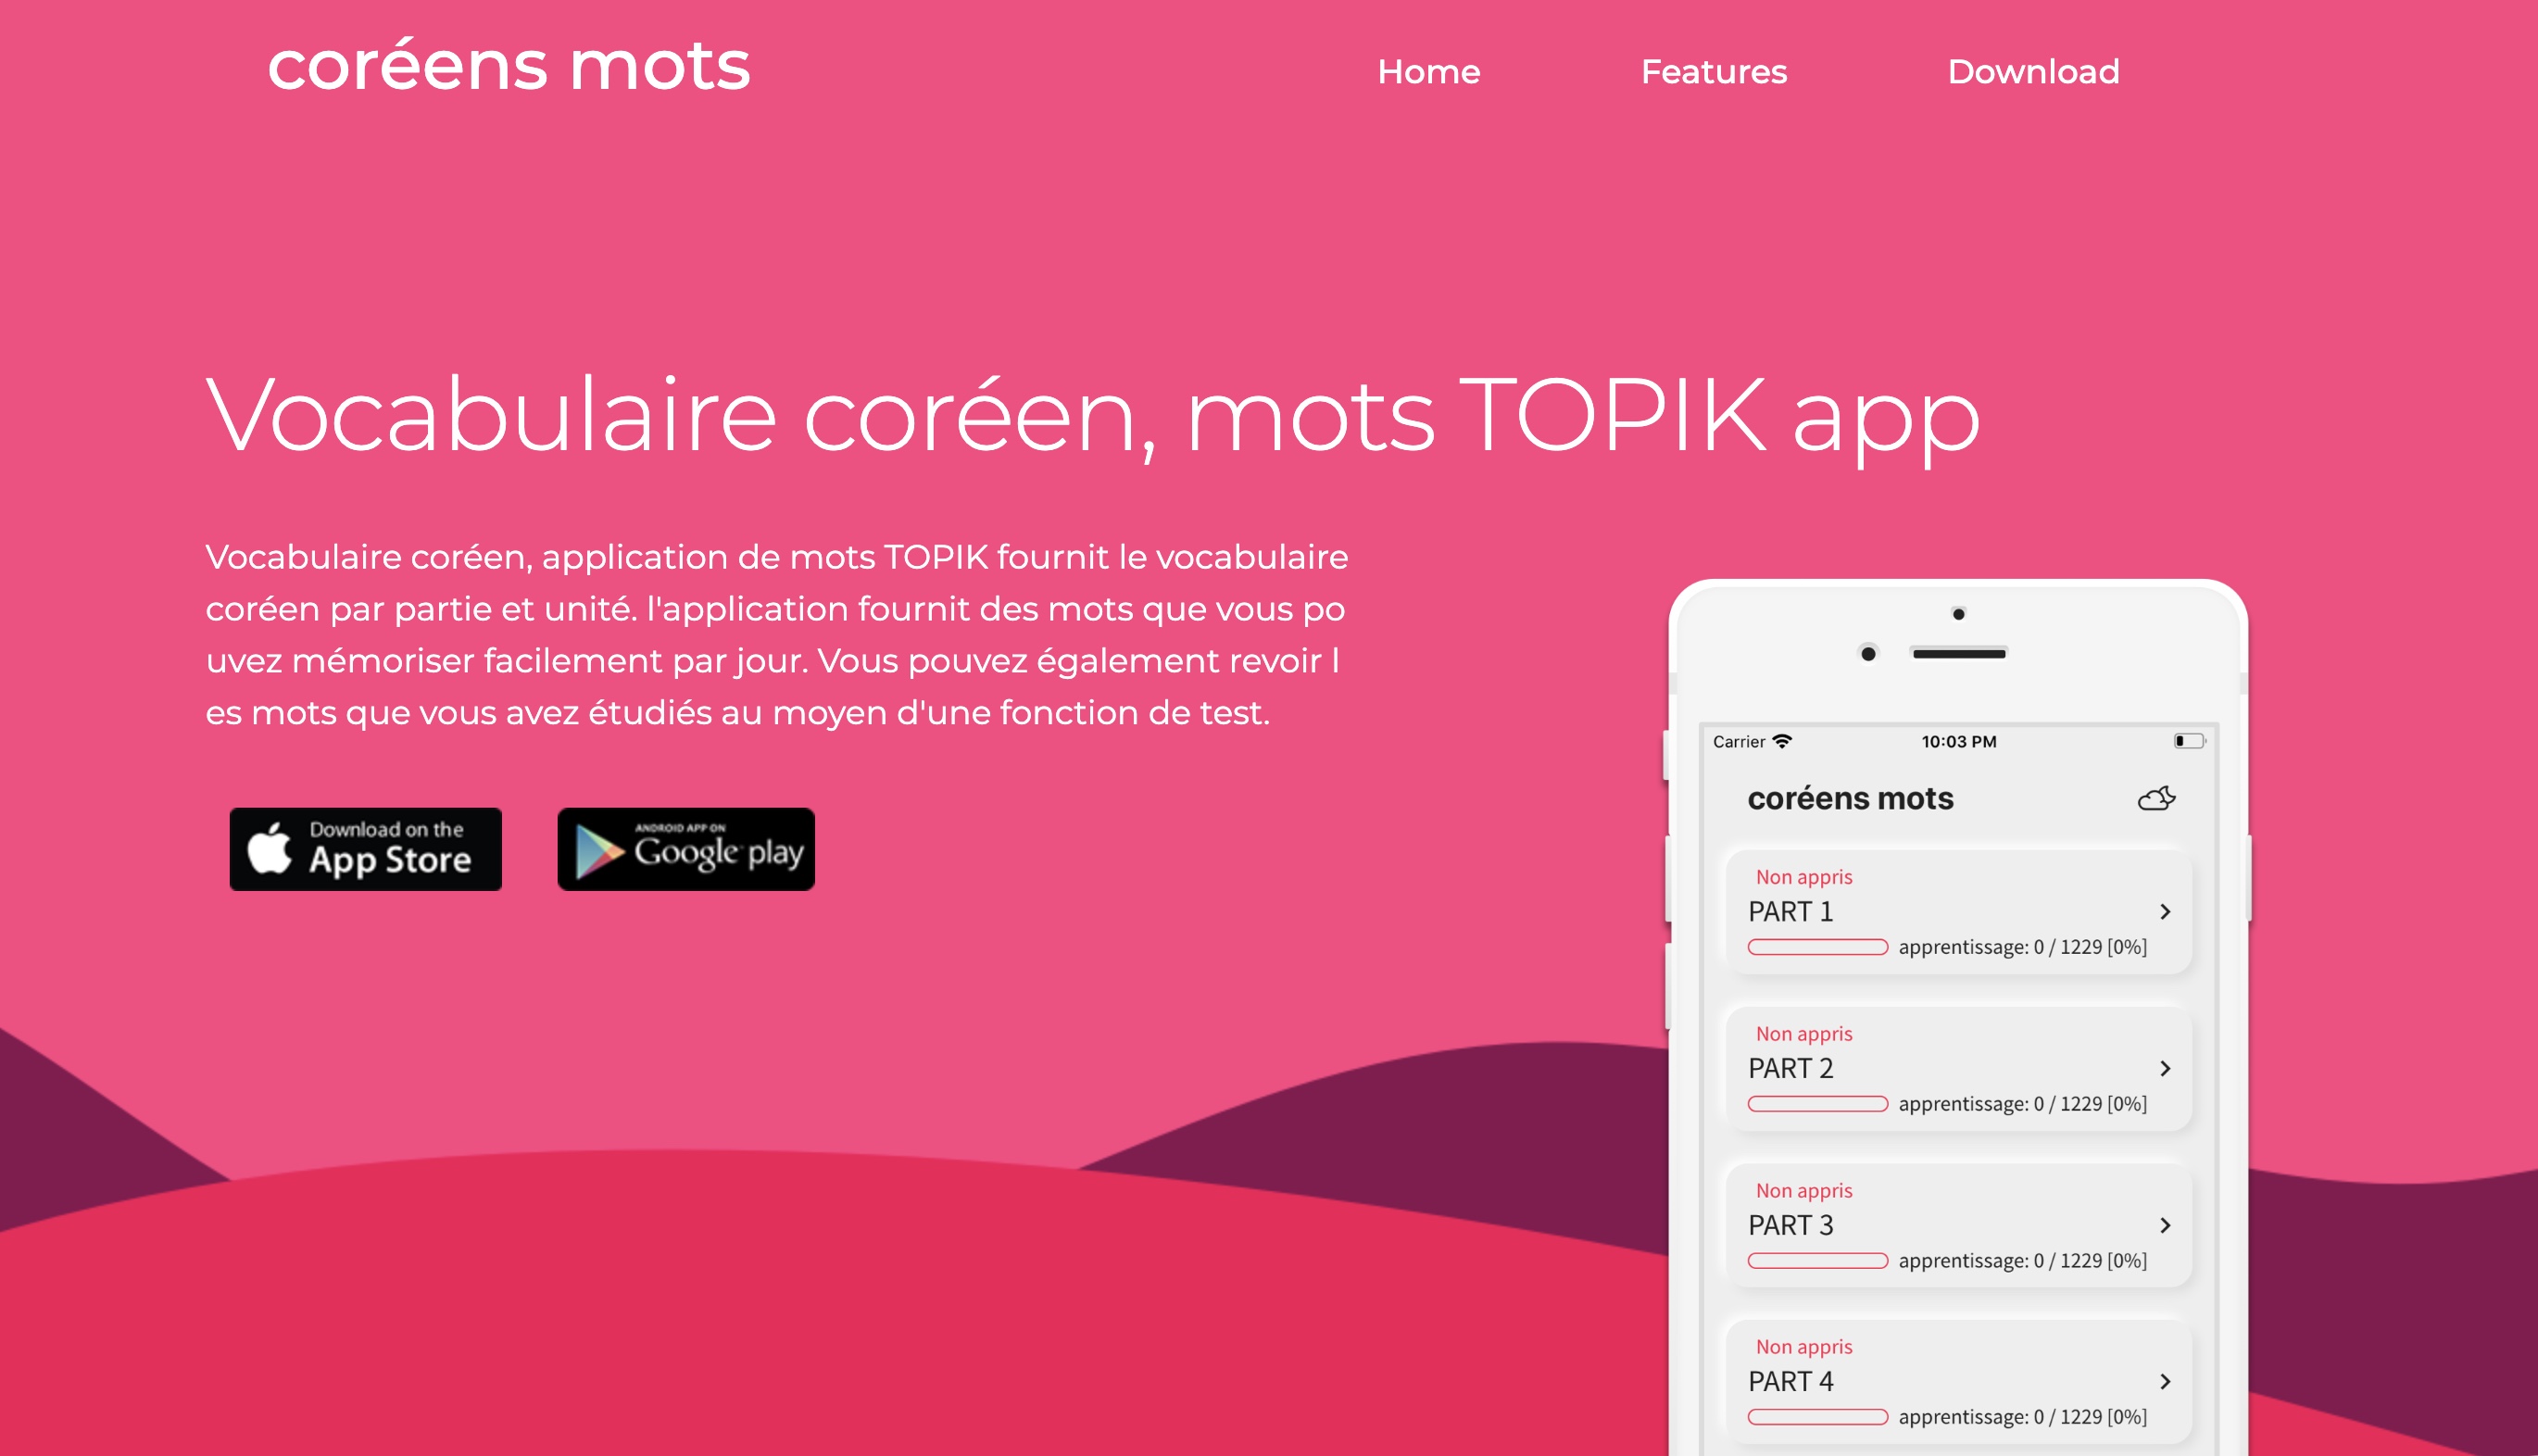 coréens mots
Home
Features
Download
Vocabulaire coréen, mots TOPIK app
Vocabulaire coréen, application de mots TOPIK fournit le vocabulaire
coréen par partie et unité. l'application fournit des mots que vous po
uvez mémoriser facilement par jour. Vous pouvez également revoir l
es mots que vous avez étudiés au moyen d'une fonction de test.
Download on the
App Store
ANDROID APP ON
Google play
Carrier
10:03 PM
coréens mots
Non appris
PART 1
apprentissage: 0 / 1229 [0%]
Non appris
PART 2
apprentissage: 0 / 1229 [0%]
Non appris
PART 3
apprentissage: 0 / 1229 [0%]
Non appris
PART 4
apprentissage: 0 / 1229 [0%]